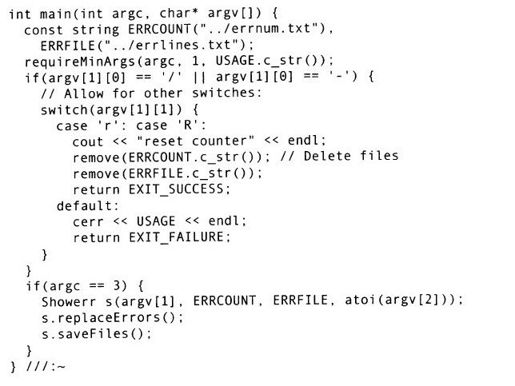 int main(int argc, char* argv[]) {
  const string ERRCOUNT("../errnum.txt"),
    ERRFILE("../errlines.txt");
  requireMinArgs(argc, 1, USAGE.c_str());
  if(argv[1][0] == '/' || argv[1][0] == '-') {
    // Allow for other switches:
    switch(argv[1][1]) {
      case 'r': case 'R':
        cout << "reset counter" << endl;
        remove(ERRCOUNT.c_str()); // Delete files
        remove(ERRFILE.c_str());
        return EXIT_SUCCESS;
      default:
        cerr << USAGE << endl;
        return EXIT_FAILURE;
    }
  }
  if(argc == 3) {
    Showerr s(argv[1], ERRCOUNT, ERRFILE, atoi(argv[2]));
    s.replaceErrors();
    s.saveFiles();
  }
} ///:~